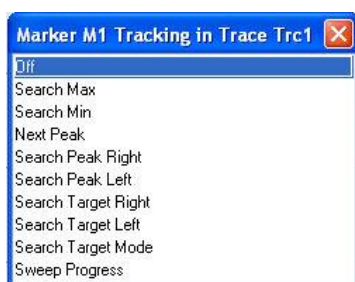 Marker M1 Tracking in Trace Trc1
Off
Search Max
Search Min
Next Peak
Search Peak Right
Search Peak Left
Search Target Right
Search Target Left
Search Target Mode
Sweep Progress